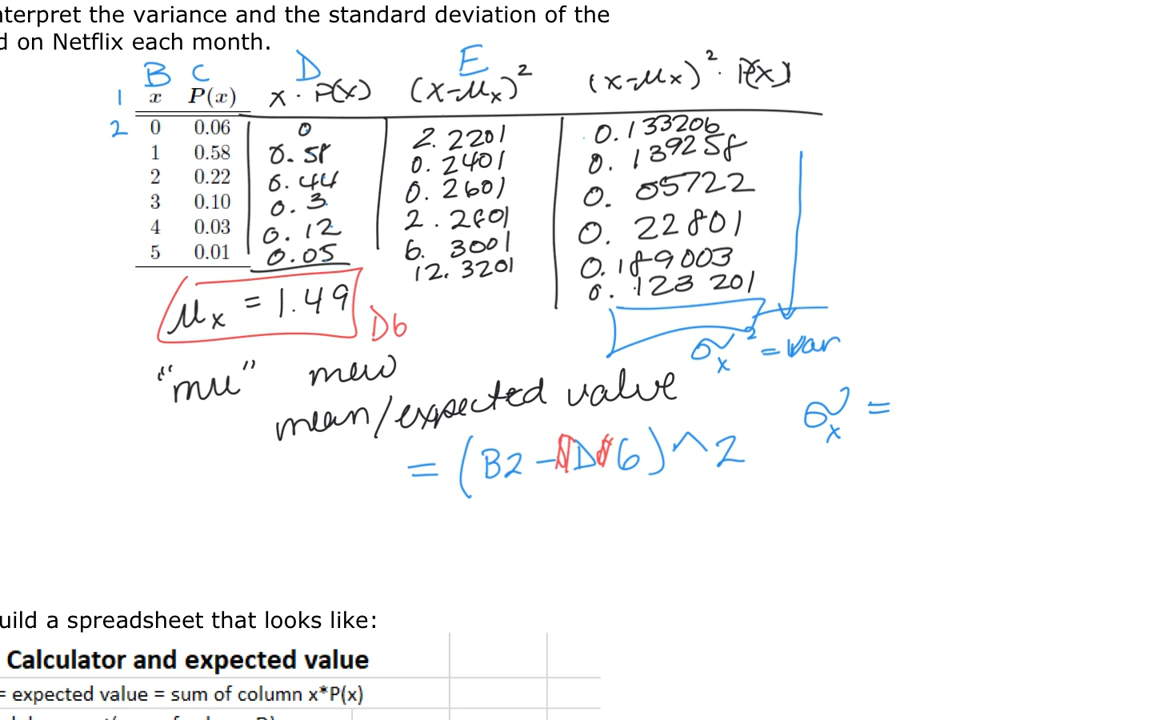 nterpret the variance and the standard deviation of the
d on Netflix each month.
B C D E
1 x P(x) x · P(x) (x-μx)² (x-μx)² · P(x)
2 0 0.06 0 2.2201 0.133206
1 0.58 0.58 0.2401 0.139258
2 0.22 0.44 0.2601 0.05722
3 0.10 0.3 2.2801 0.22801
4 0.03 0.12 6.3001 0.189003
5 0.01 0.05 12.3201 0.123201
μx = 1.49 D6
σx² = Var
"mu" mew
mean/expected value
σx =
= (B2-$D$6)^2
uild a spreadsheet that looks like:
Calculator and expected value
= expected value = sum of column x*P(x)